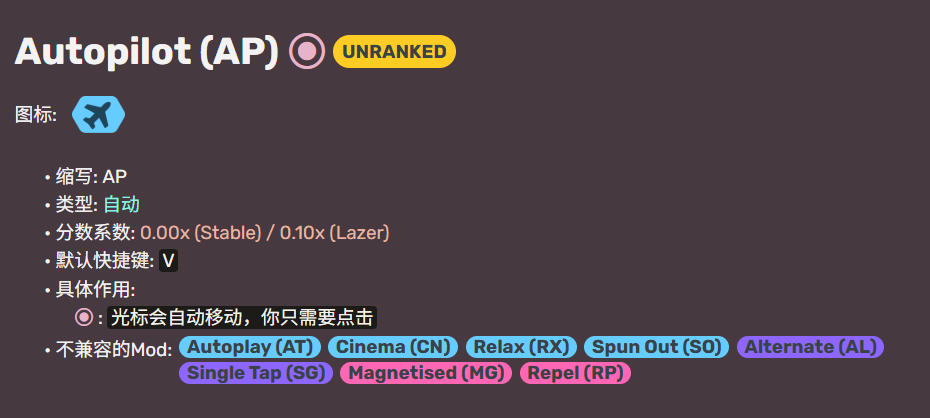 Autopilot (AP) UNRANKED
图标:
• 缩写: AP
• 类型: 自动
• 分数系数: 0.00x (Stable) / 0.10x (Lazer)
• 默认快捷键: V
• 具体作用:
: 光标会自动移动，你只需要点击
• 不兼容的Mod: Autoplay (AT) Cinema (CN) Relax (RX) Spun Out (SO) Alternate (AL)
Single Tap (SG) Magnetised (MG) Repel (RP)